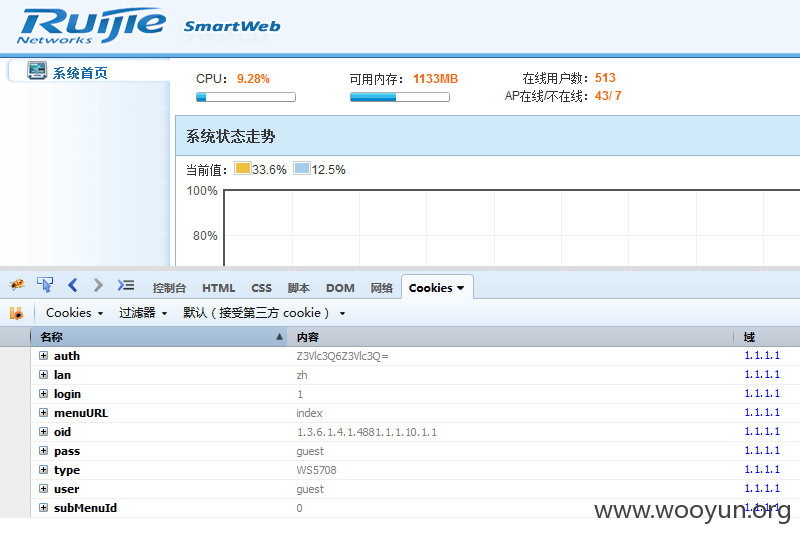 Ruijie Networks SmartWeb
系统首页
CPU： 9.28% 可用内存： 1133MB 在线用户数： 513
AP在线/不在线： 43/ 7
系统状态走势
当前值： 33.6% 12.5%
100%
80%
控制台 HTML CSS 脚本 DOM 网络 Cookies
Cookies 过滤器 默认（接受第三方 cookie）
名称 内容 域
auth Z3Vlc3Q6Z3Vlc3Q= 1.1.1.1
lan zh 1.1.1.1
login 1 1.1.1.1
menuURL index 1.1.1.1
oid 1.3.6.1.4.1.4881.1.1.10.1.1 1.1.1.1
pass guest 1.1.1.1
type WS5708 1.1.1.1
user guest 1.1.1.1
subMenuId 0 1.1.1.1
www.wooyun.org